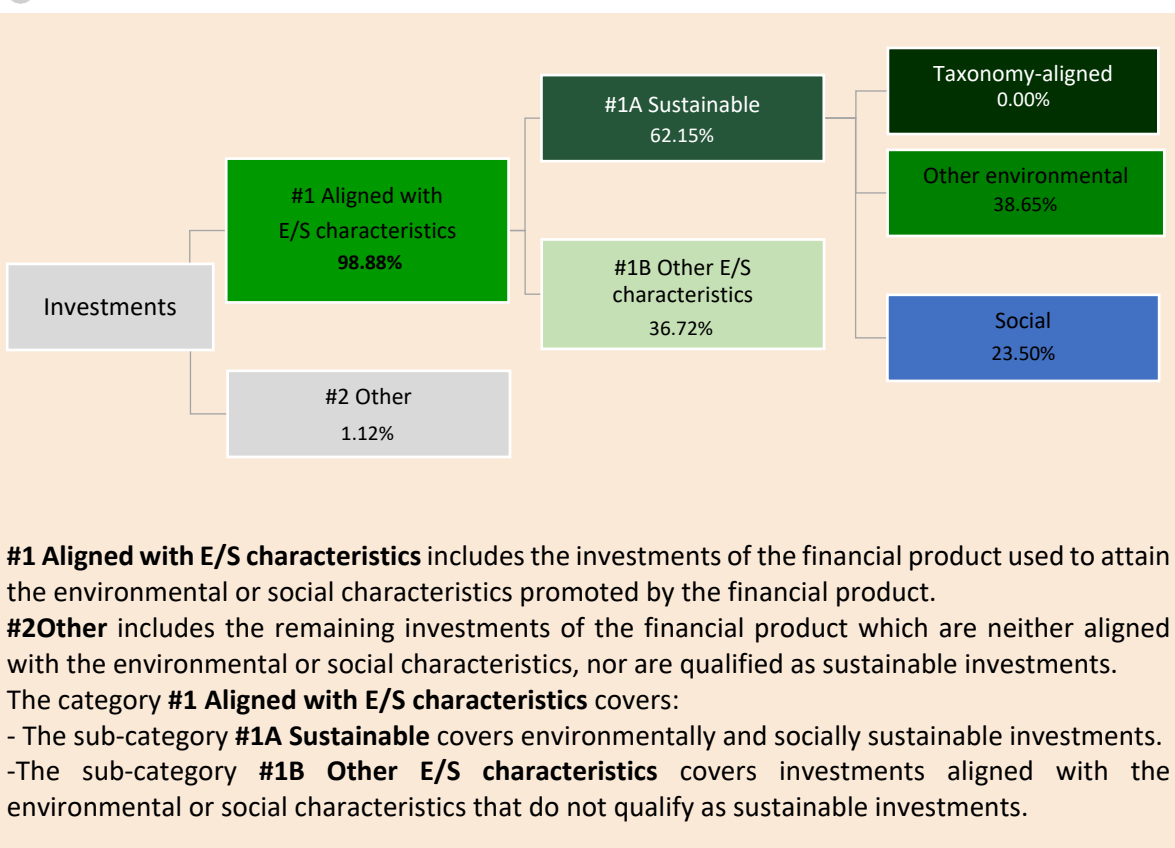 Investments
#1 Aligned with
E/S characteristics
98.88%
#2 Other
1.12%
#1A Sustainable
62.15%
#1B Other E/S
characteristics
36.72%
Taxonomy-aligned
0.00%
Other environmental
38.65%
Social
23.50%
#1 Aligned with E/S characteristics includes the investments of the financial product used to attain
the environmental or social characteristics promoted by the financial product.
#2Other includes the remaining investments of the financial product which are neither aligned
with the environmental or social characteristics, nor are qualified as sustainable investments.
The category #1 Aligned with E/S characteristics covers:
- The sub-category #1A Sustainable covers environmentally and socially sustainable investments.
-The sub-category #1B Other E/S characteristics covers investments aligned with the
environmental or social characteristics that do not qualify as sustainable investments.